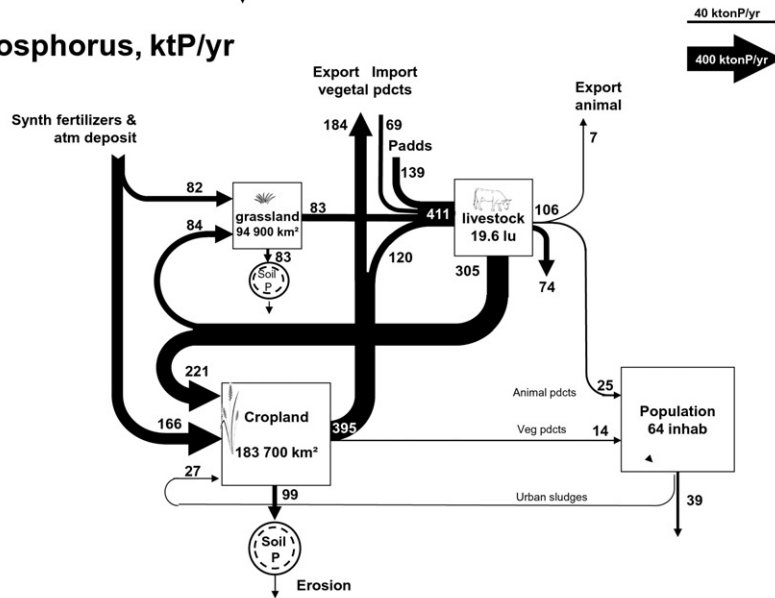 40 ktonP/yr
osphorus, ktP/yr
400 ktonP/yr
Export Import
vegetal pdcts
Export
animal
184
69
7
Synth fertilizers &
atm deposit
Padds
139
82
grassland
94 900 km²
83
411
livestock
19.6 lu
106
84
83
Soil
P
120
305
74
221
Cropland
183 700 km²
395
166
Animal pdcts
25
Population
64 inhab
Veg pdcts
14
27
99
Urban sludges
39
Soil
P
Erosion